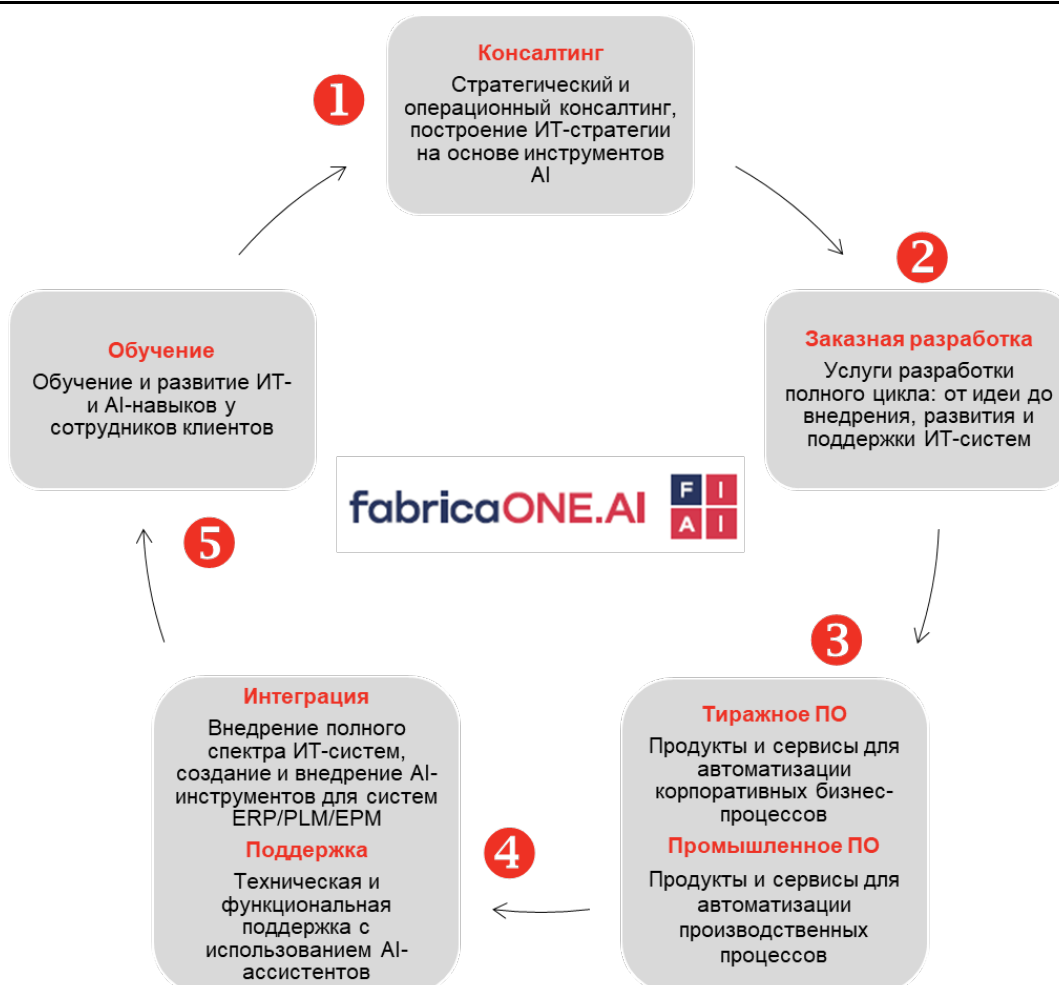 1
Консалтинг
Стратегический и
операционный консалтинг,
построение ИТ-стратегии
на основе инструментов
AI
2
Заказная разработка
Услуги разработки
полного цикла: от идеи до
внедрения, развития и
поддержки ИТ-систем
3
Тиражное ПО
Продукты и сервисы для
автоматизации
корпоративных бизнес-
процессов
Промышленное ПО
Продукты и сервисы для
автоматизации
производственных
процессов
4
Интеграция
Внедрение полного
спектра ИТ-систем,
создание и внедрение AI-
инструментов для систем
ERP/PLM/EPM
Поддержка
Техническая и
функциональная
поддержка с
использованием AI-
ассистентов
5
Обучение
Обучение и развитие ИТ-
и AI-навыков у
сотрудников клиентов
fabricaONE.AI
F I
A I